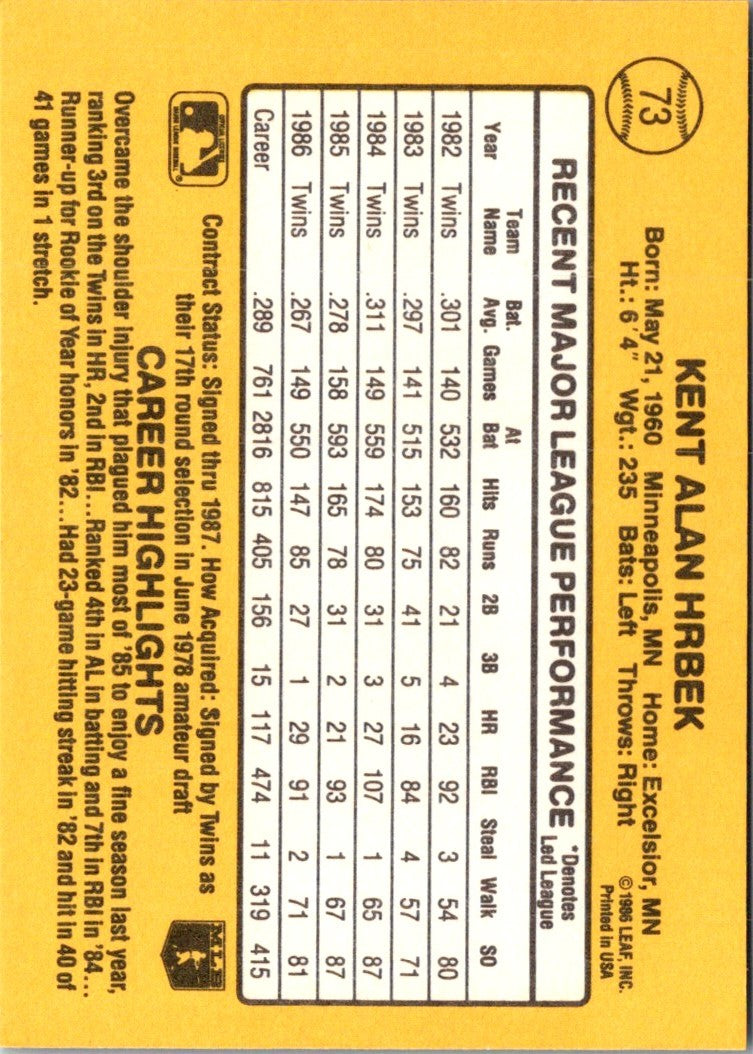 73
KENT ALAN HRBEK
Born: May 21, 1960 Minneapolis, MN Home: Excelsior, MN
Ht.: 6'4" Wgt.: 235 Bats: Left Throws: Right
© 1986 LEAF, INC.
Printed in USA
RECENT MAJOR LEAGUE PERFORMANCE *Denotes Led League
Year Team Name Bat. Avg. Games At Bat Hits Runs 2B 3B HR RBI Steal Walk SO
1982 Twins .301 140 532 160 82 21 4 23 92 3 54 80
1983 Twins .297 141 515 153 75 41 5 16 84 4 57 71
1984 Twins .311 149 559 174 80 31 3 27 107 1 65 87
1985 Twins .278 158 593 165 78 31 2 21 93 1 67 87
1986 Twins .267 149 550 147 85 27 1 29 91 2 71 81
Career .289 761 2816 815 405 156 15 117 474 11 319 415
Contract Status: Signed thru 1987. How Acquired: Signed by Twins as
their 17th round selection in June 1978 amateur draft
MLB
CAREER HIGHLIGHTS
Overcame the shoulder injury that plagued him most of '85 to enjoy a fine season last year,
ranking 3rd on the Twins in HR, 2nd in RBI...Ranked 4th in AL in batting and 7th in RBI in '84...
Runner-up for Rookie of Year honors in '82...Had 23-game hitting streak in '82 and hit in 40 of
41 games in 1 stretch.